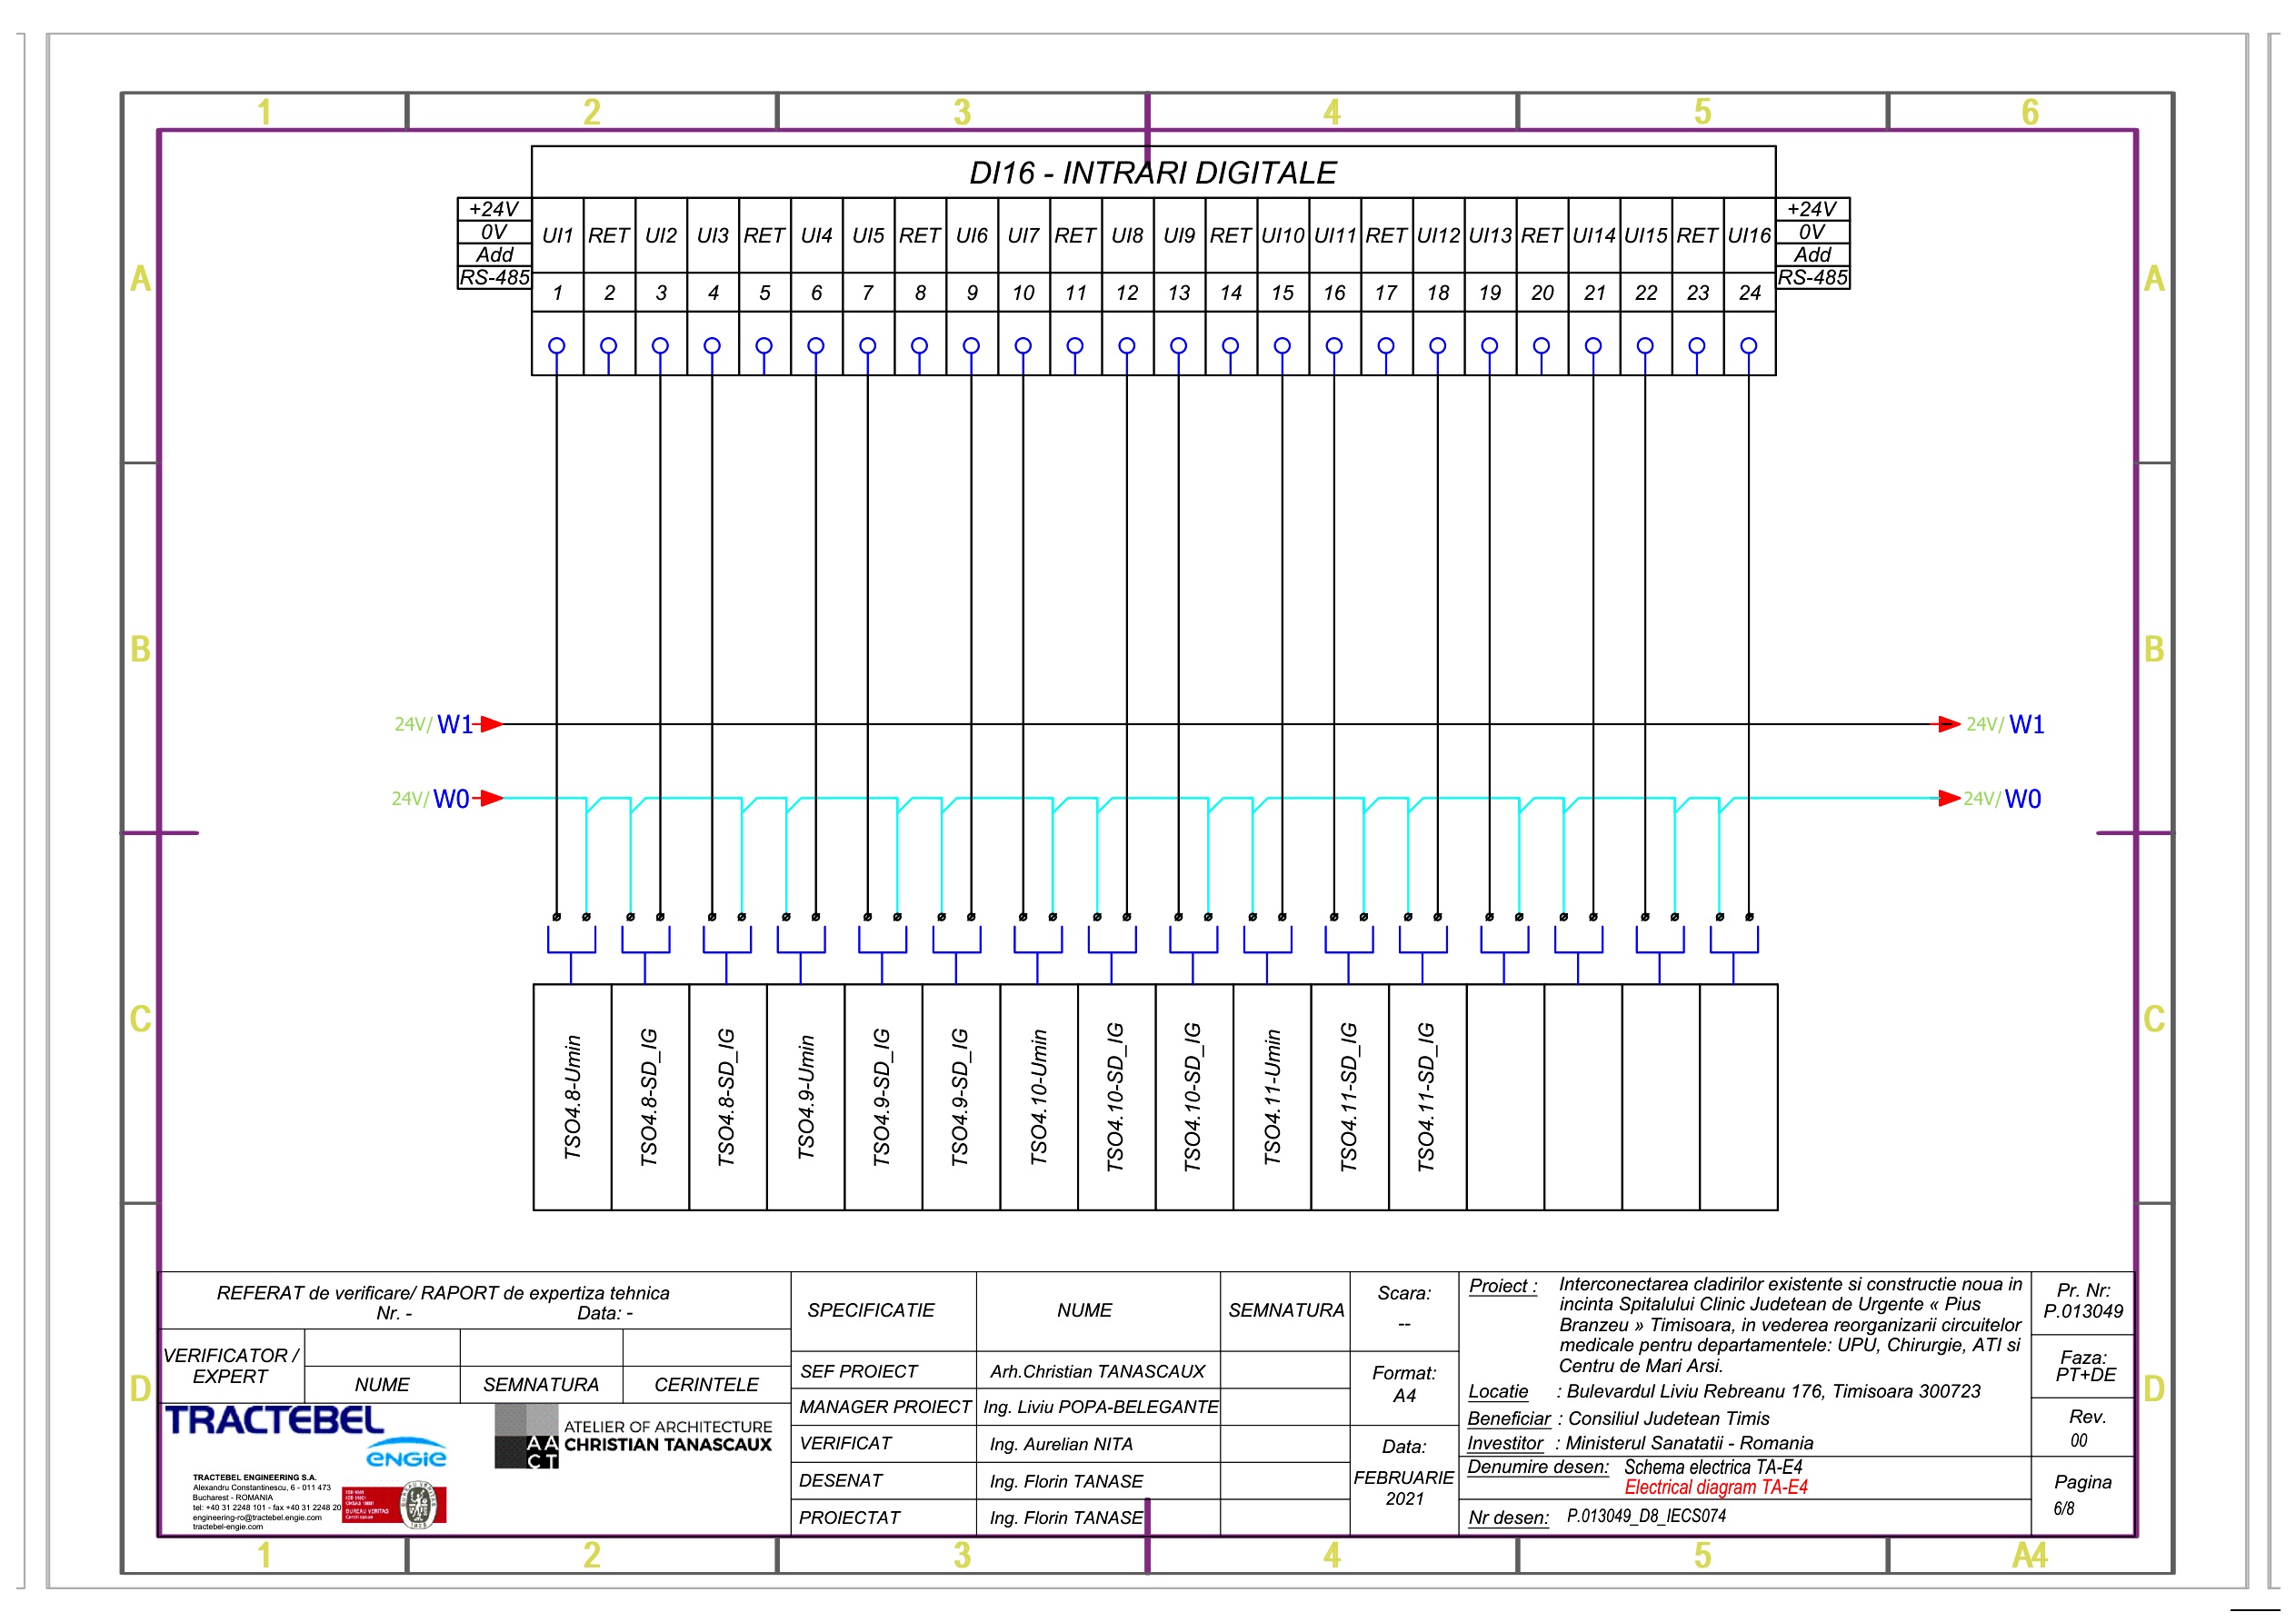 1 2 3 4 5 6
DI16 - INTRARI DIGITALE
+24V
0V
Add
RS-485
UI1 RET UI2 UI3 RET UI4 UI5 RET UI6 UI7 RET UI8 UI9 RET UI10 UI11 RET UI12 UI13 RET UI14 UI15 RET UI16
1 2 3 4 5 6 7 8 9 10 11 12 13 14 15 16 17 18 19 20 21 22 23 24
+24V
0V
Add
RS-485
A A
B B
24V/ W1 24V/ W1
24V/ W0 24V/ W0
C C
TSO4.8-Umin
TSO4.8-SD_IG
TSO4.8-SD_IG
TSO4.9-Umin
TSO4.9-SD_IG
TSO4.9-SD_IG
TSO4.10-Umin
TSO4.10-SD_IG
TSO4.10-SD_IG
TSO4.11-Umin
TSO4.11-SD_IG
TSO4.11-SD_IG
D D
REFERAT de verificare/ RAPORT de expertiza tehnica
Nr. - Data: -
VERIFICATOR /
EXPERT
NUME SEMNATURA CERINTELE
TRACTEBEL
ENGIE
AACT
ATELIER OF ARCHITECTURE
CHRISTIAN TANASCAUX
TRACTEBEL ENGINEERING S.A.
Alexandru Constantinescu, 6 - 011 473
Bucharest - ROMANIA
tel: +40 31 2248 101 - fax +40 31 2248 20
engineering-ro@tractebel.engie.com
tractebel-engie.com
BUREAU VERITAS
Certification
SPECIFICATIE NUME SEMNATURA
SEF PROIECT Arh.Christian TANASCAUX
MANAGER PROIECT Ing. Liviu POPA-BELEGANTE
VERIFICAT Ing. Aurelian NITA
DESENAT Ing. Florin TANASE
PROIECTAT Ing. Florin TANASE
Scara:
--
Format:
A4
Data:
FEBRUARIE
2021
Proiect : Interconectarea cladirilor existente si constructie noua in
incinta Spitalului Clinic Judetean de Urgente « Pius
Branzeu » Timisoara, in vederea reorganizarii circuitelor
medicale pentru departamentele: UPU, Chirurgie, ATI si
Centru de Mari Arsi.
Locatie : Bulevardul Liviu Rebreanu 176, Timisoara 300723
Beneficiar : Consiliul Judetean Timis
Investitor : Ministerul Sanatatii - Romania
Denumire desen: Schema electrica TA-E4
Electrical diagram TA-E4
Nr desen: P.013049_D8_IECS074
Pr. Nr:
P.013049
Faza:
PT+DE
Rev.
00
Pagina
6/8
1 2 3 4 5 A4